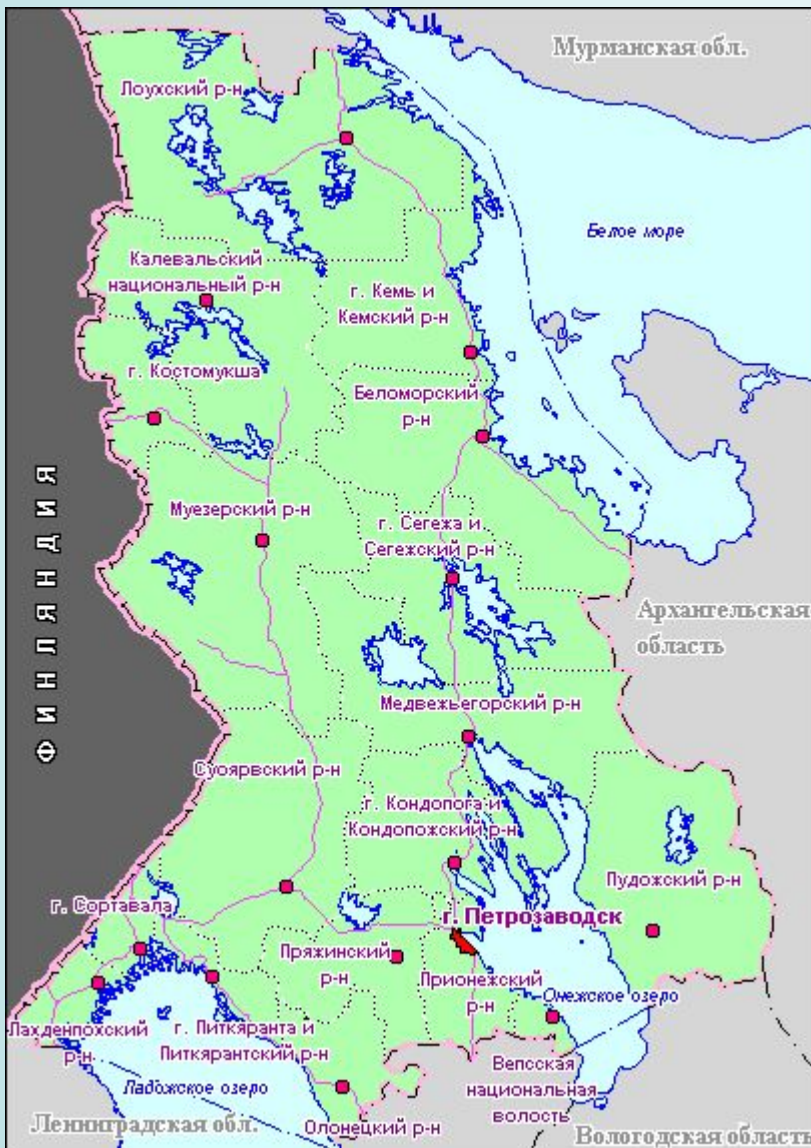 Мурманская обл.
Лоухский р-н
Белое море
Калевальский
национальный р-н
г. Кемь и
Кемский р-н
г. Костомукша
Беломорский
р-н
ФИНЛЯНДИЯ
Муезерский р-н
г. Сегежа и
Сегежский р-н
Архангельская
область
Медвежьегорский р-н
Суоярвский р-н
г. Кондопога и
Кондопожский р-н
Пудожский р-н
г. Сортавала
г. Петрозаводск
Пряжинский
р-н
Прионежский
р-н
Онежское озеро
Лахденпохский
р-н
г. Питкяранта и
Питкярантский р-н
Вепсская
национальная
волость
Ладожское озеро
Олонецкий р-н
Ленинградская обл.
Вологодская область